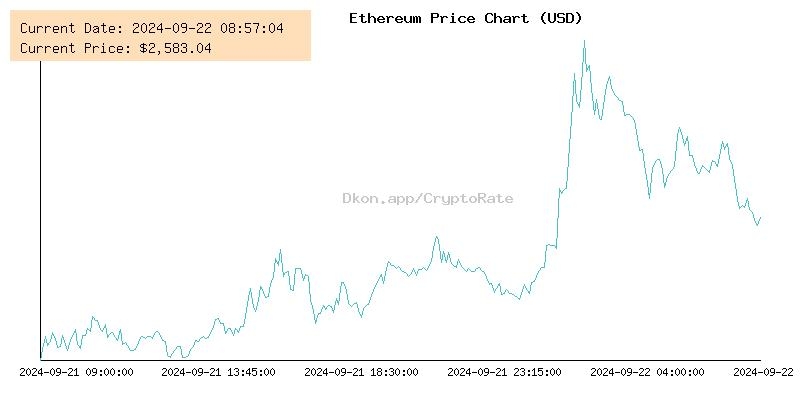 Ethereum Price Chart (USD)
Current Date: 2024-09-22 08:57:04
Current Price: $2,583.04
Dkon.app/CryptoRate
2024-09-21 09:00:00 2024-09-21 13:45:00 2024-09-21 18:30:00 2024-09-21 23:15:00 2024-09-22 04:00:00 2024-09-22